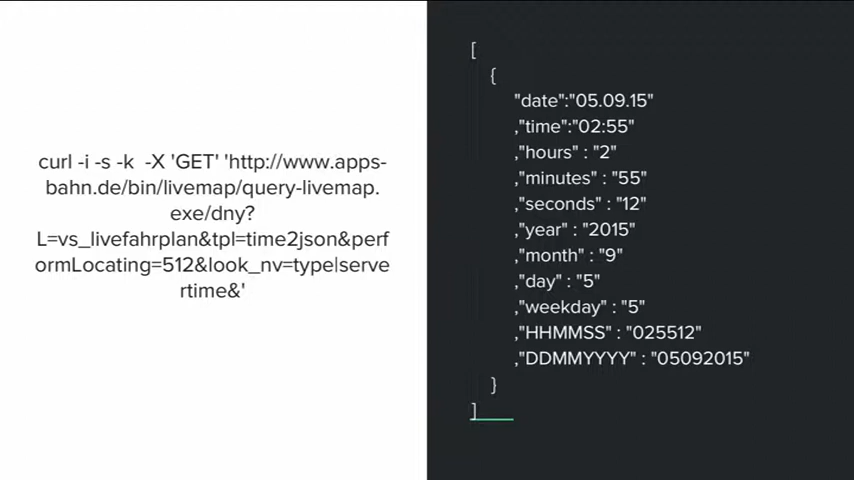 curl -i -s -k  -X 'GET' 'http://www.apps-
bahn.de/bin/livemap/query-livemap.
exe/dny?
L=vs_livefahrplan&tpl=time2json&perf
ormLocating=512&look_nv=type|serve
rtime&'
[
{
"date":"05.09.15"
,"time":"02:55"
,"hours" : "2"
,"minutes" : "55"
,"seconds" : "12"
,"year" : "2015"
,"month" : "9"
,"day" : "5"
,"weekday" : "5"
,"HHMMSS" : "025512"
,"DDMMYYYY" : "05092015"
}
]